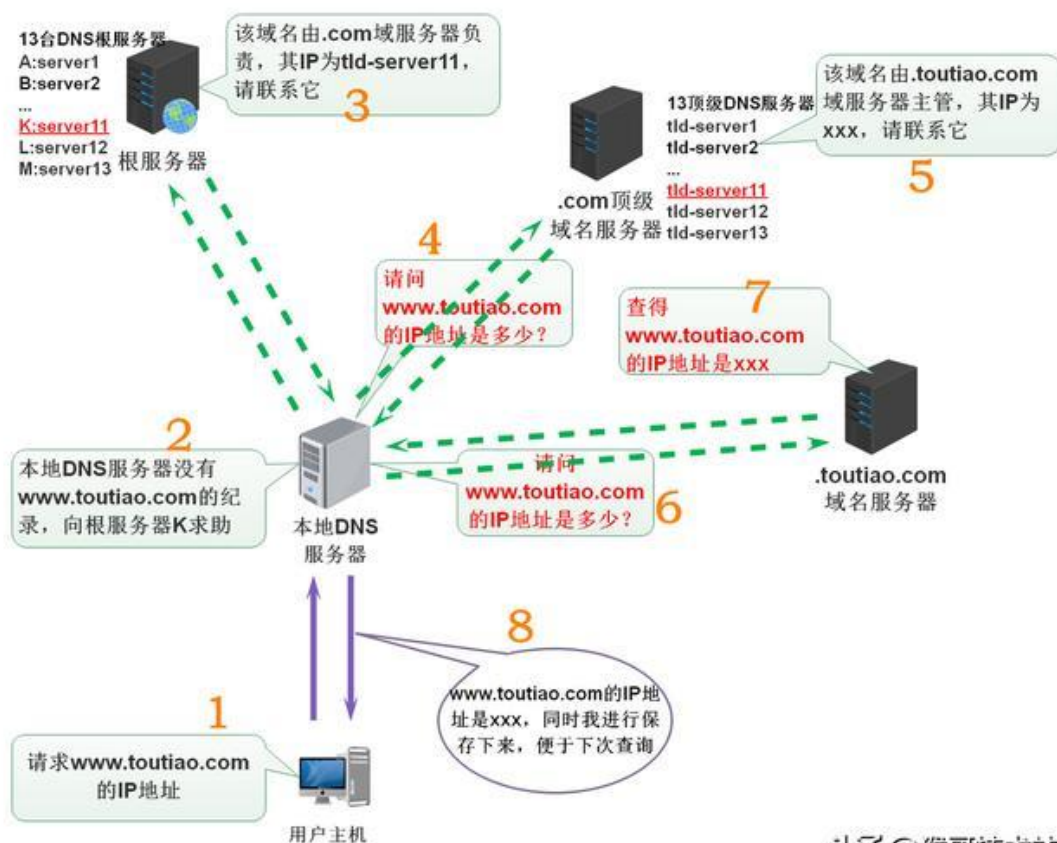 13台DNS根服务器
A:server1
B:server2
...
K:server11
L:server12
M:server13
根服务器
该域名由.com域服务器负
责，其IP为tld-server11，
请联系它
3
13顶级DNS服务器
tld-server1
tld-server2
...
tld-server11
tld-server12
tld-server13
.com顶级
域名服务器
该域名由.toutiao.com
域服务器主管，其IP为
xxx，请联系它
5
4
请问
www.toutiao.com
的IP地址是多少？
7
查得
www.toutiao.com
的IP地址是xxx
.toutiao.com
域名服务器
2
本地DNS服务器没有
www.toutiao.com的纪
录，向根服务器K求助
本地DNS
服务器
请问
www.toutiao.com
的IP地址是多少？
6
8
www.toutiao.com的IP地
址是xxx，同时我进行保
存下来，便于下次查询
1
请求www.toutiao.com
的IP地址
用户主机